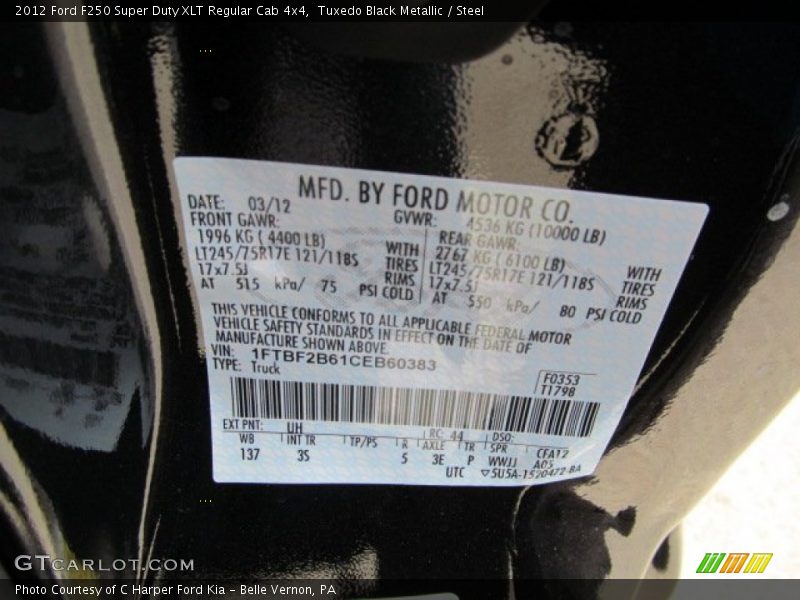 2012 Ford F250 Super Duty XLT Regular Cab 4x4,  Tuxedo Black Metallic / Steel
MFD. BY FORD MOTOR CO.
DATE: 03/12
GVWR: 4536 KG (10000 LB)
FRONT GAWR:
1996 KG ( 4400 LB)
WITH
LT245/75R17E 121/118S
TIRES
17x7.5J
RIMS
AT 515 kPa/ 75 PSI COLD
REAR GAWR:
2767 KG ( 6100 LB)
WITH
LT245/75R17E 121/118S
TIRES
17x7.5J
RIMS
AT 550 kPa/ 80 PSI COLD
THIS VEHICLE CONFORMS TO ALL APPLICABLE FEDERAL MOTOR
VEHICLE SAFETY STANDARDS IN EFFECT ON THE DATE OF
MANUFACTURE SHOWN ABOVE.
VIN: 1FTBF2B61CEB60383
TYPE: Truck
F0353
T1798
EXT PNT: UH RC: 44 DSO:
WB INT TR TP/PS R AXLE TR SPR CFA12
137 3S 5 3E P WWJJ A05
UTC ▽5U5A-1520472-BA
GTCARLOT.COM
Photo Courtesy of C Harper Ford Kia – Belle Vernon, PA